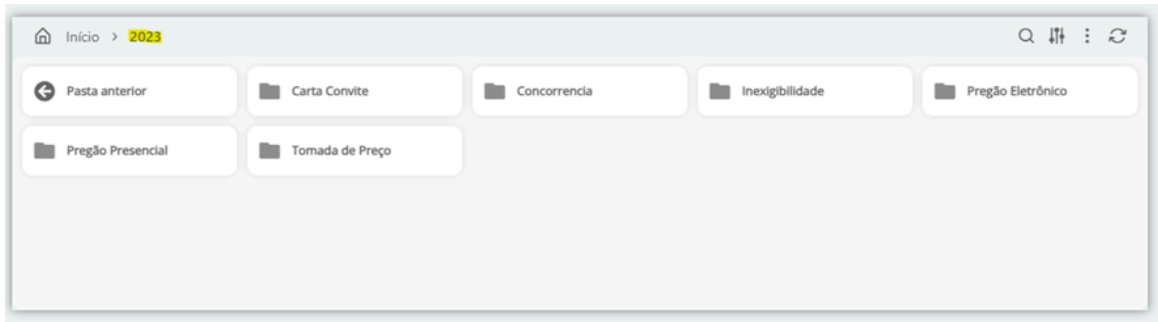 Início > 2023
Pasta anterior Carta Convite Concorrencia Inexigibilidade Pregão Eletrônico
Pregão Presencial Tomada de Preço